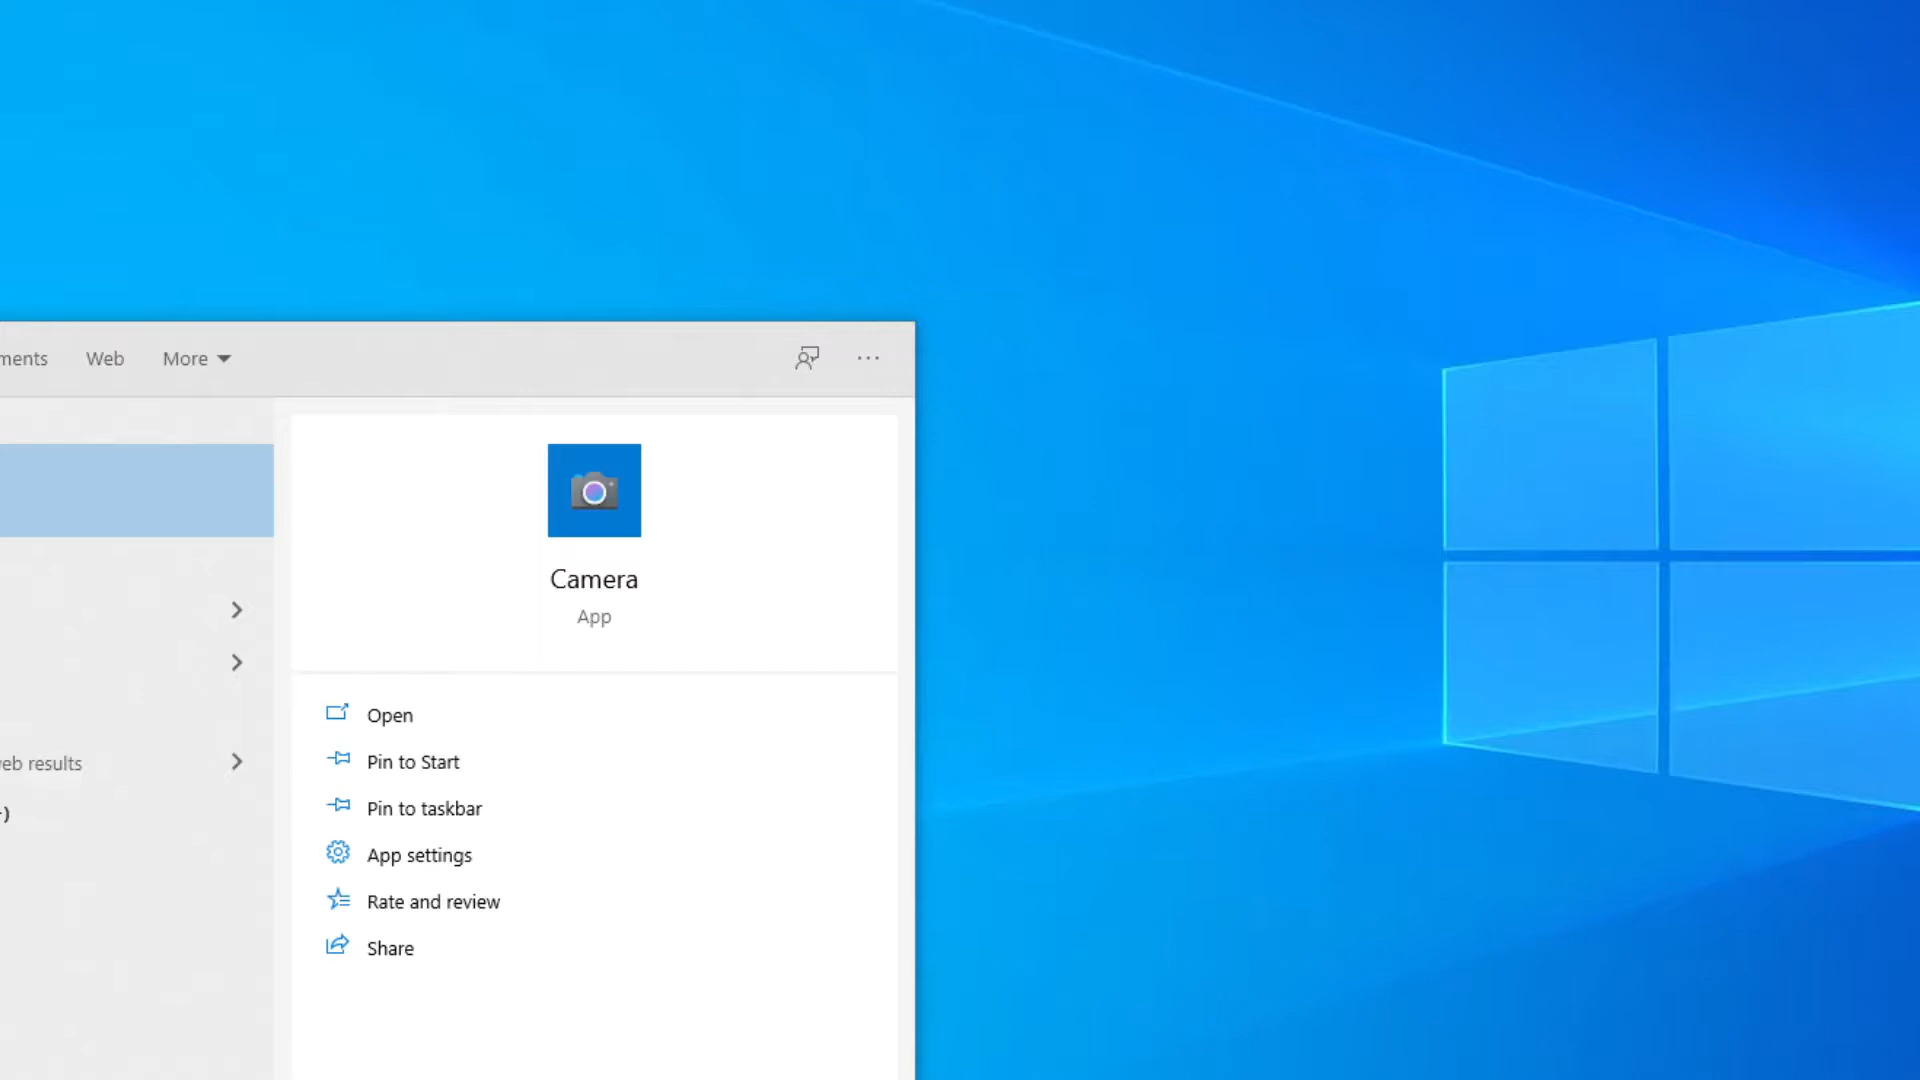 ments Web More
Camera
App
Open
Pin to Start
eb results
Pin to taskbar
)
App settings
Rate and review
Share